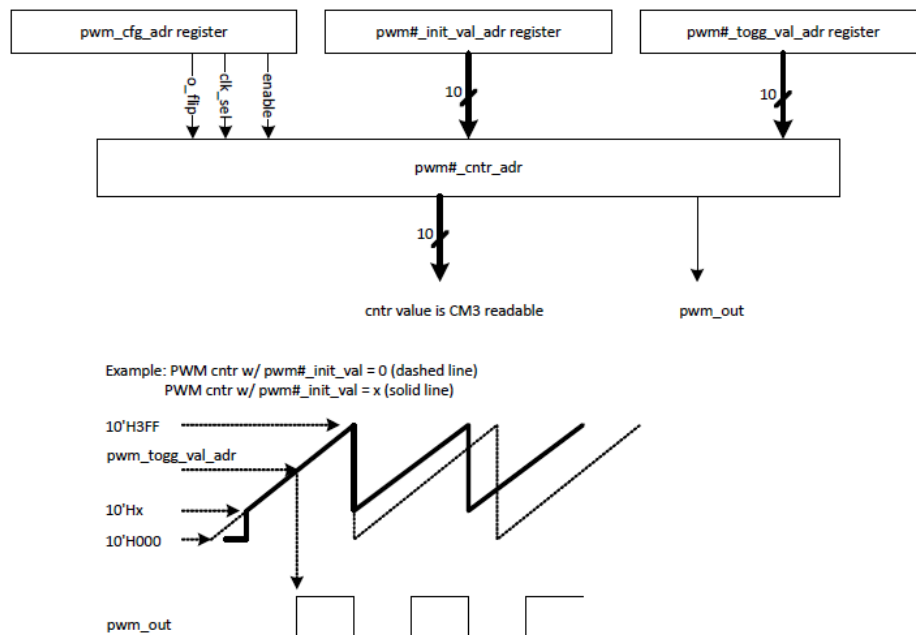 pwm_cfg_adr register
pwm#_init_val_adr register
pwm#_togg_val_adr register
o_flip
clk_sel
enable
10
10
pwm#_cntr_adr
10
cntr value is CM3 readable
pwm_out
Example: PWM cntr w/ pwm#_init_val = 0 (dashed line)
PWM cntr w/ pwm#_init_val = x (solid line)
10'H3FF
pwm_togg_val_adr
10'Hx
10'H000
pwm_out